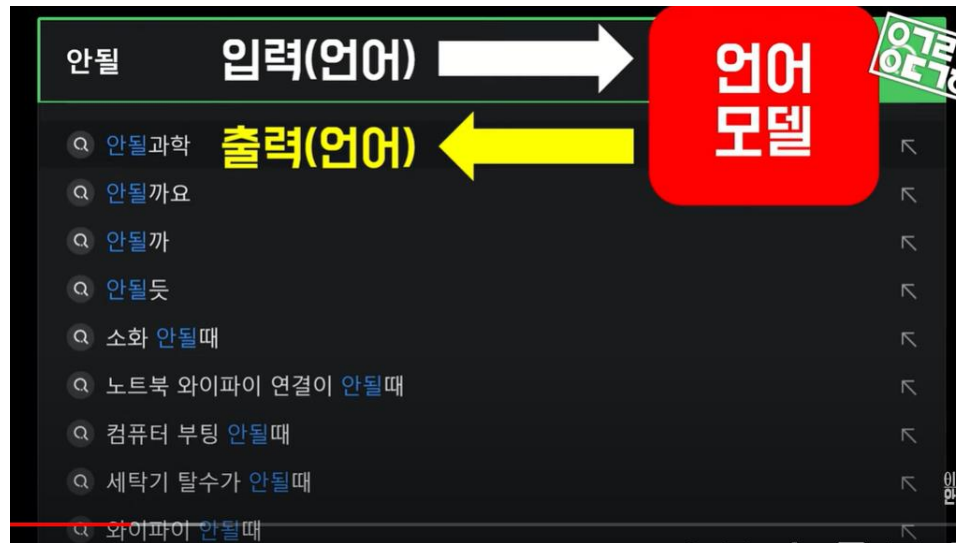 안될
입력(언어)
언어
모델
안될과학
출력(언어)
안될까요
안될까
안될듯
소화 안될때
노트북 와이파이 연결이 안될때
컴퓨터 부팅 안될때
세탁기 탈수가 안될때
와이파이 안될때